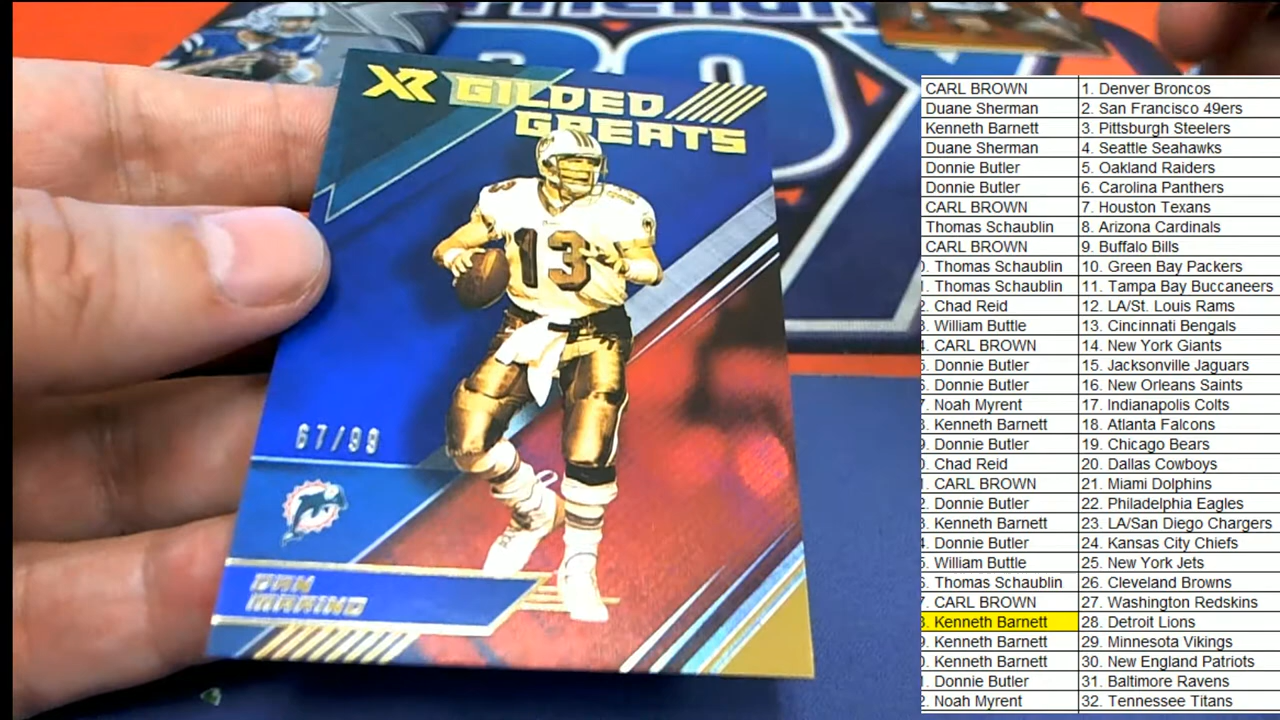 XR GILDED
GREATS
13
67/99
DAN
MARINO
CARL BROWN 1. Denver Broncos
Duane Sherman 2. San Francisco 49ers
Kenneth Barnett 3. Pittsburgh Steelers
Duane Sherman 4. Seattle Seahawks
Donnie Butler 5. Oakland Raiders
Donnie Butler 6. Carolina Panthers
CARL BROWN 7. Houston Texans
Thomas Schaublin 8. Arizona Cardinals
CARL BROWN 9. Buffalo Bills
. Thomas Schaublin 10. Green Bay Packers
. Thomas Schaublin 11. Tampa Bay Buccaneers
. Chad Reid 12. LA/St. Louis Rams
. William Buttle 13. Cincinnati Bengals
. CARL BROWN 14. New York Giants
. Donnie Butler 15. Jacksonville Jaguars
. Donnie Butler 16. New Orleans Saints
. Noah Myrent 17. Indianapolis Colts
. Kenneth Barnett 18. Atlanta Falcons
. Donnie Butler 19. Chicago Bears
. Chad Reid 20. Dallas Cowboys
. CARL BROWN 21. Miami Dolphins
. Donnie Butler 22. Philadelphia Eagles
. Kenneth Barnett 23. LA/San Diego Chargers
. Donnie Butler 24. Kansas City Chiefs
. William Buttle 25. New York Jets
. Thomas Schaublin 26. Cleveland Browns
. CARL BROWN 27. Washington Redskins
. Kenneth Barnett 28. Detroit Lions
. Kenneth Barnett 29. Minnesota Vikings
. Kenneth Barnett 30. New England Patriots
. Donnie Butler 31. Baltimore Ravens
. Noah Myrent 32. Tennessee Titans